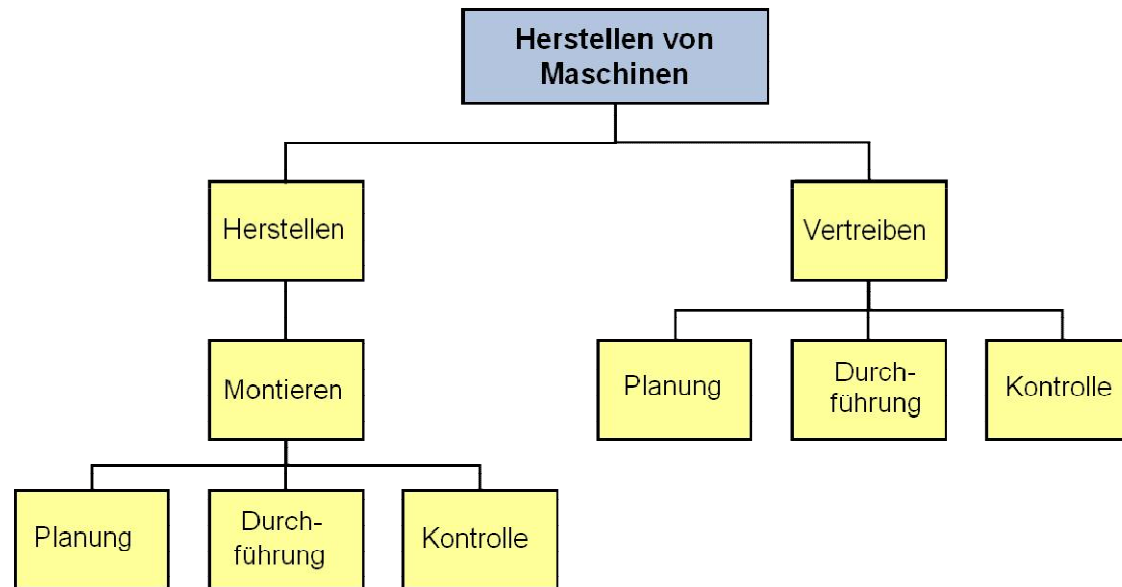 Herstellen von
Maschinen
Herstellen
Vertreiben
Montieren
Planung
Durch-
führung
Kontrolle
Planung
Durch-
führung
Kontrolle